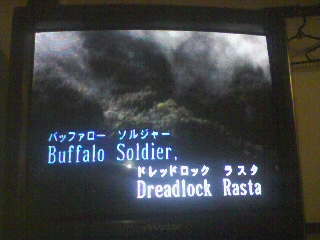 バッファロー ソルジャー
Buffalo Soldier,
ドレッドロック ラスタ
Dreadlock Rasta